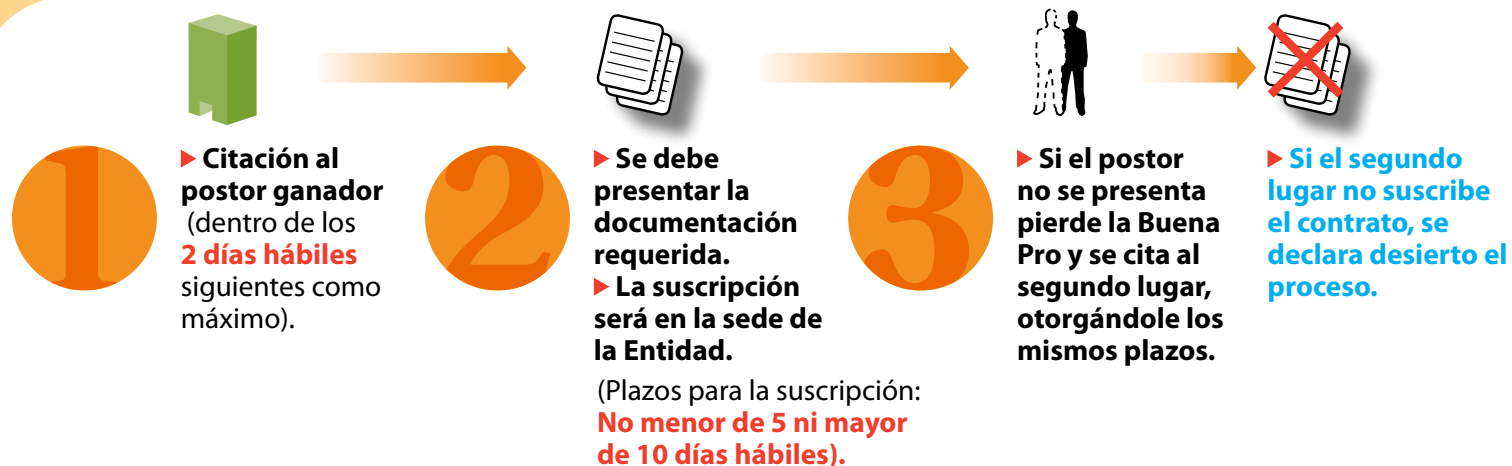 1
▶ Citación al
postor ganador
(dentro de los
2 días hábiles
siguientes como
máximo).
2
▶ Se debe
presentar la
documentación
requerida.
▶ La suscripción
será en la sede de
la Entidad.
(Plazos para la suscripción:
No menor de 5 ni mayor
de 10 días hábiles).
3
▶ Si el postor
no se presenta
pierde la Buena
Pro y se cita al
segundo lugar,
otorgándole los
mismos plazos.
▶ Si el segundo
lugar no suscribe
el contrato, se
declara desierto el
proceso.